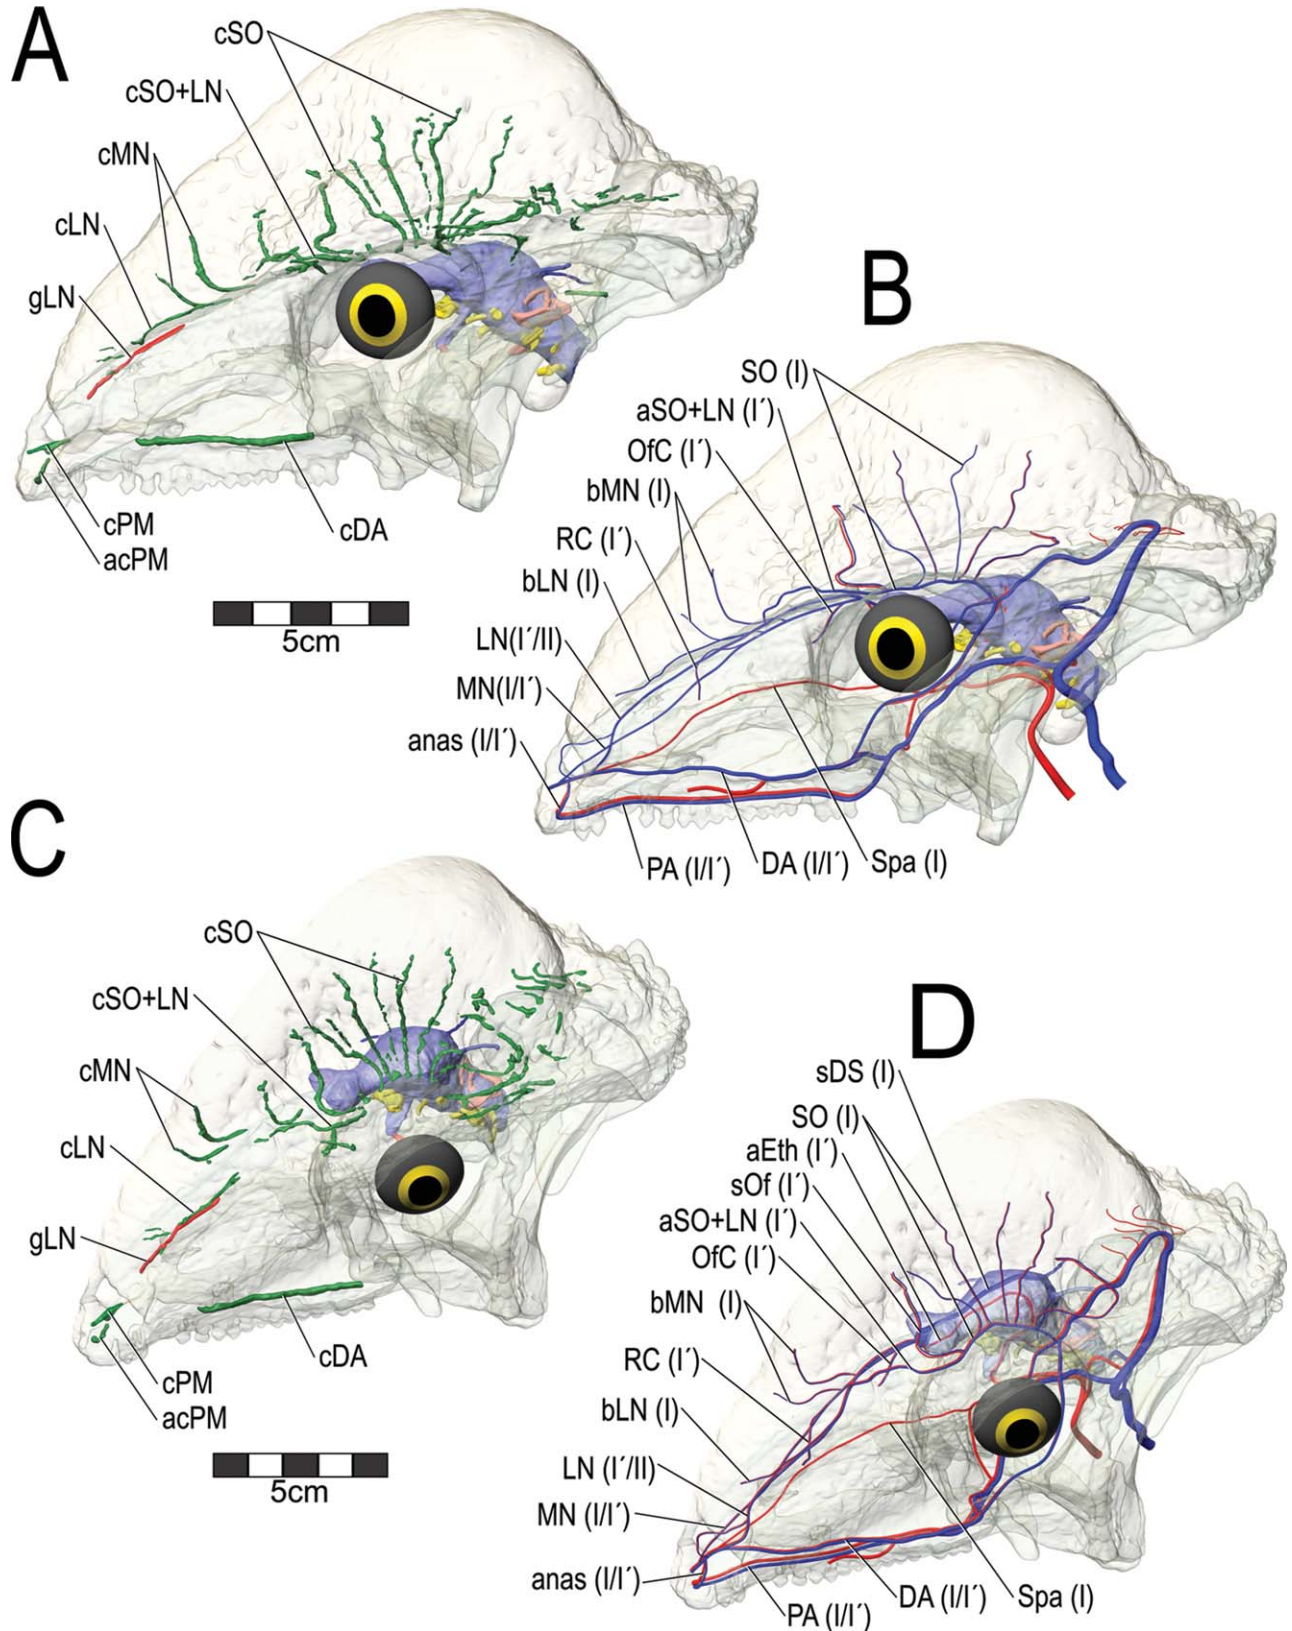 A
cSO
cSO+LN
cMN
cLN
gLN
cPM
acPM
cDA
5cm
B
SO (I)
aSO+LN (I´)
OfC (I´)
bMN (I)
RC (I´)
bLN (I)
LN(I´/II)
MN(I/I´)
anas (I/I´)
PA (I/I´)
DA (I/I´)
Spa (I)
C
cSO
cSO+LN
cMN
cLN
gLN
cPM
acPM
cDA
5cm
D
sDS (I)
SO (I)
aEth (I´)
sOf (I´)
aSO+LN (I´)
OfC (I´)
bMN (I)
RC (I´)
bLN (I)
LN (I´/II)
MN (I/I´)
anas (I/I´)
PA (I/I´)
DA (I/I´)
Spa (I)